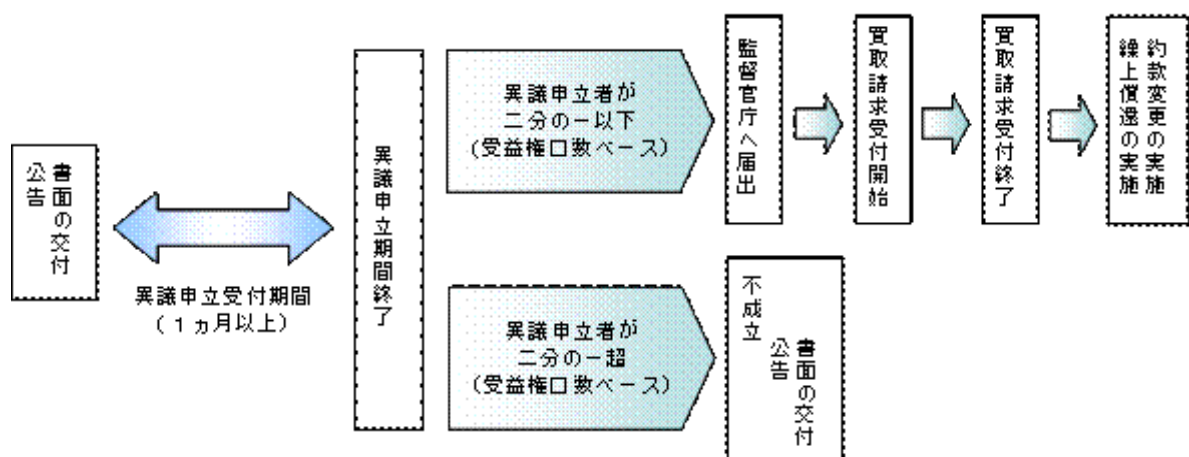 書面の交付
公告
異議申立受付期間
(1ヵ月以上)
異議申立期間終了
異議申立者が
二分の一以下
(受益権口数ベース)
監督官庁へ届出
買取請求受付開始
買取請求受付終了
約款変更の実施
繰上償還の実施
異議申立者が
二分の一超
(受益権口数ベース)
不成立
書面の交付
公告